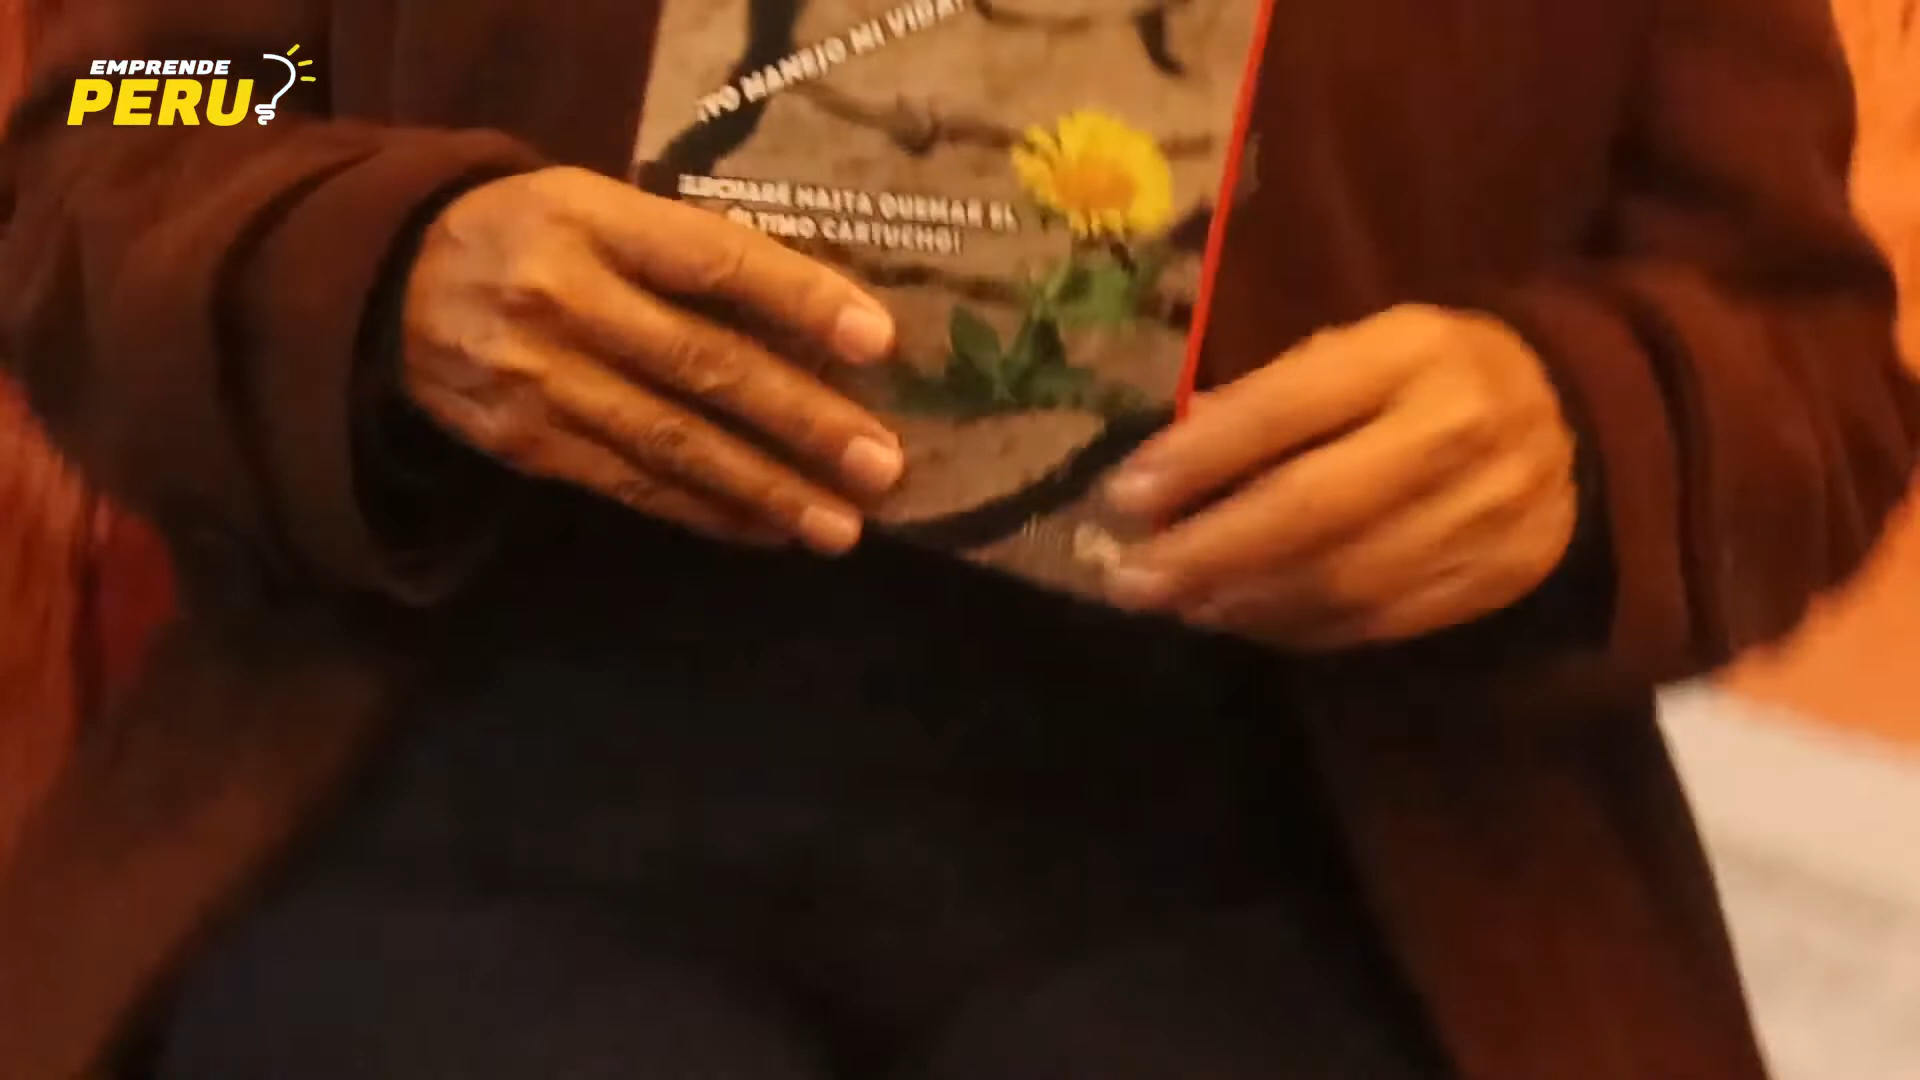 EMPRENDE
PERU
¡YO MANEJO MI VIDA!
¡LUCHARÉ HASTA QUEMAR EL
ÚLTIMO CARTUCHO!